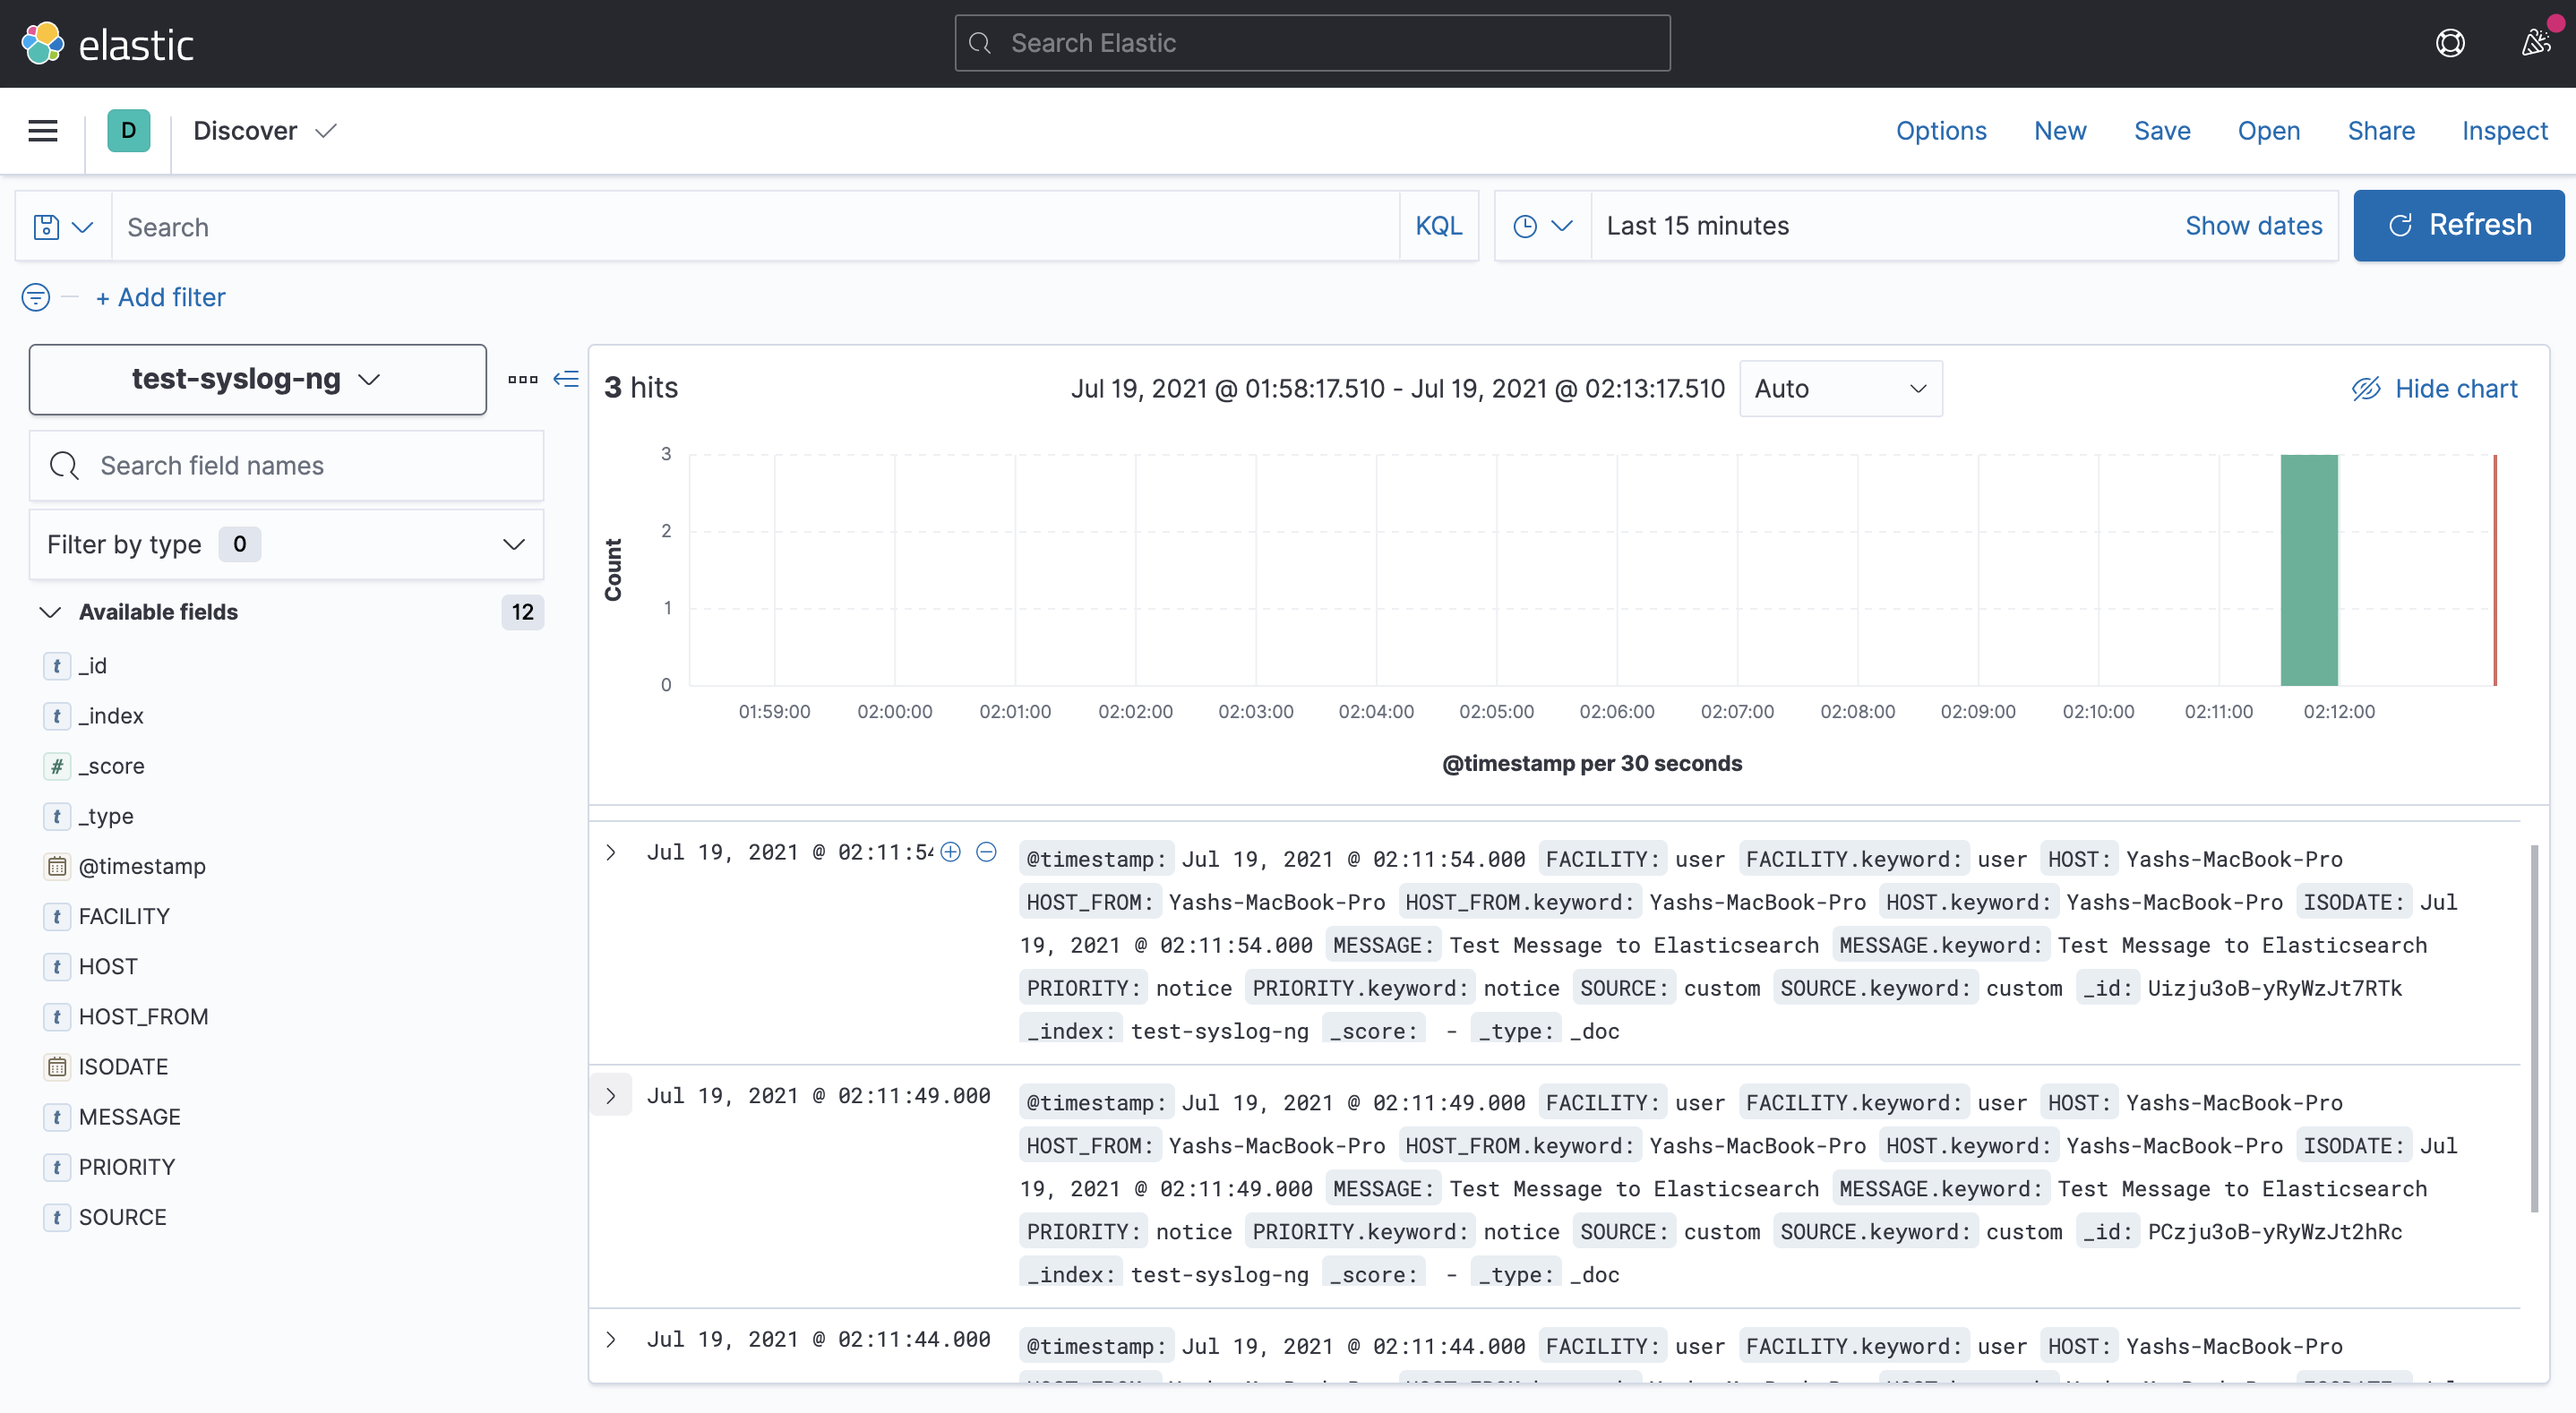 elastic
Search Elastic
D Discover
Options New Save Open Share Inspect
Search KQL Last 15 minutes Show dates Refresh
+ Add filter
test-syslog-ng
Search field names
Filter by type 0
Available fields 12
t _id
t _index
# _score
t _type
@timestamp
t FACILITY
t HOST
t HOST_FROM
ISODATE
t MESSAGE
t PRIORITY
t SOURCE
3 hits Jul 19, 2021 @ 01:58:17.510 - Jul 19, 2021 @ 02:13:17.510 Auto Hide chart
3
2
1
0
Count
01:59:00 02:00:00 02:01:00 02:02:00 02:03:00 02:04:00 02:05:00 02:06:00 02:07:00 02:08:00 02:09:00 02:10:00 02:11:00 02:12:00
@timestamp per 30 seconds
Jul 19, 2021 @ 02:11:54
@timestamp: Jul 19, 2021 @ 02:11:54.000 FACILITY: user FACILITY.keyword: user HOST: Yashs-MacBook-Pro
HOST_FROM: Yashs-MacBook-Pro HOST_FROM.keyword: Yashs-MacBook-Pro HOST.keyword: Yashs-MacBook-Pro ISODATE: Jul
19, 2021 @ 02:11:54.000 MESSAGE: Test Message to Elasticsearch MESSAGE.keyword: Test Message to Elasticsearch
PRIORITY: notice PRIORITY.keyword: notice SOURCE: custom SOURCE.keyword: custom _id: Uizju3oB-yRyWzJt7RTk
_index: test-syslog-ng _score: - _type: _doc
Jul 19, 2021 @ 02:11:49.000
@timestamp: Jul 19, 2021 @ 02:11:49.000 FACILITY: user FACILITY.keyword: user HOST: Yashs-MacBook-Pro
HOST_FROM: Yashs-MacBook-Pro HOST_FROM.keyword: Yashs-MacBook-Pro HOST.keyword: Yashs-MacBook-Pro ISODATE: Jul
19, 2021 @ 02:11:49.000 MESSAGE: Test Message to Elasticsearch MESSAGE.keyword: Test Message to Elasticsearch
PRIORITY: notice PRIORITY.keyword: notice SOURCE: custom SOURCE.keyword: custom _id: PCzju3oB-yRyWzJt2hRc
_index: test-syslog-ng _score: - _type: _doc
Jul 19, 2021 @ 02:11:44.000
@timestamp: Jul 19, 2021 @ 02:11:44.000 FACILITY: user FACILITY.keyword: user HOST: Yashs-MacBook-Pro